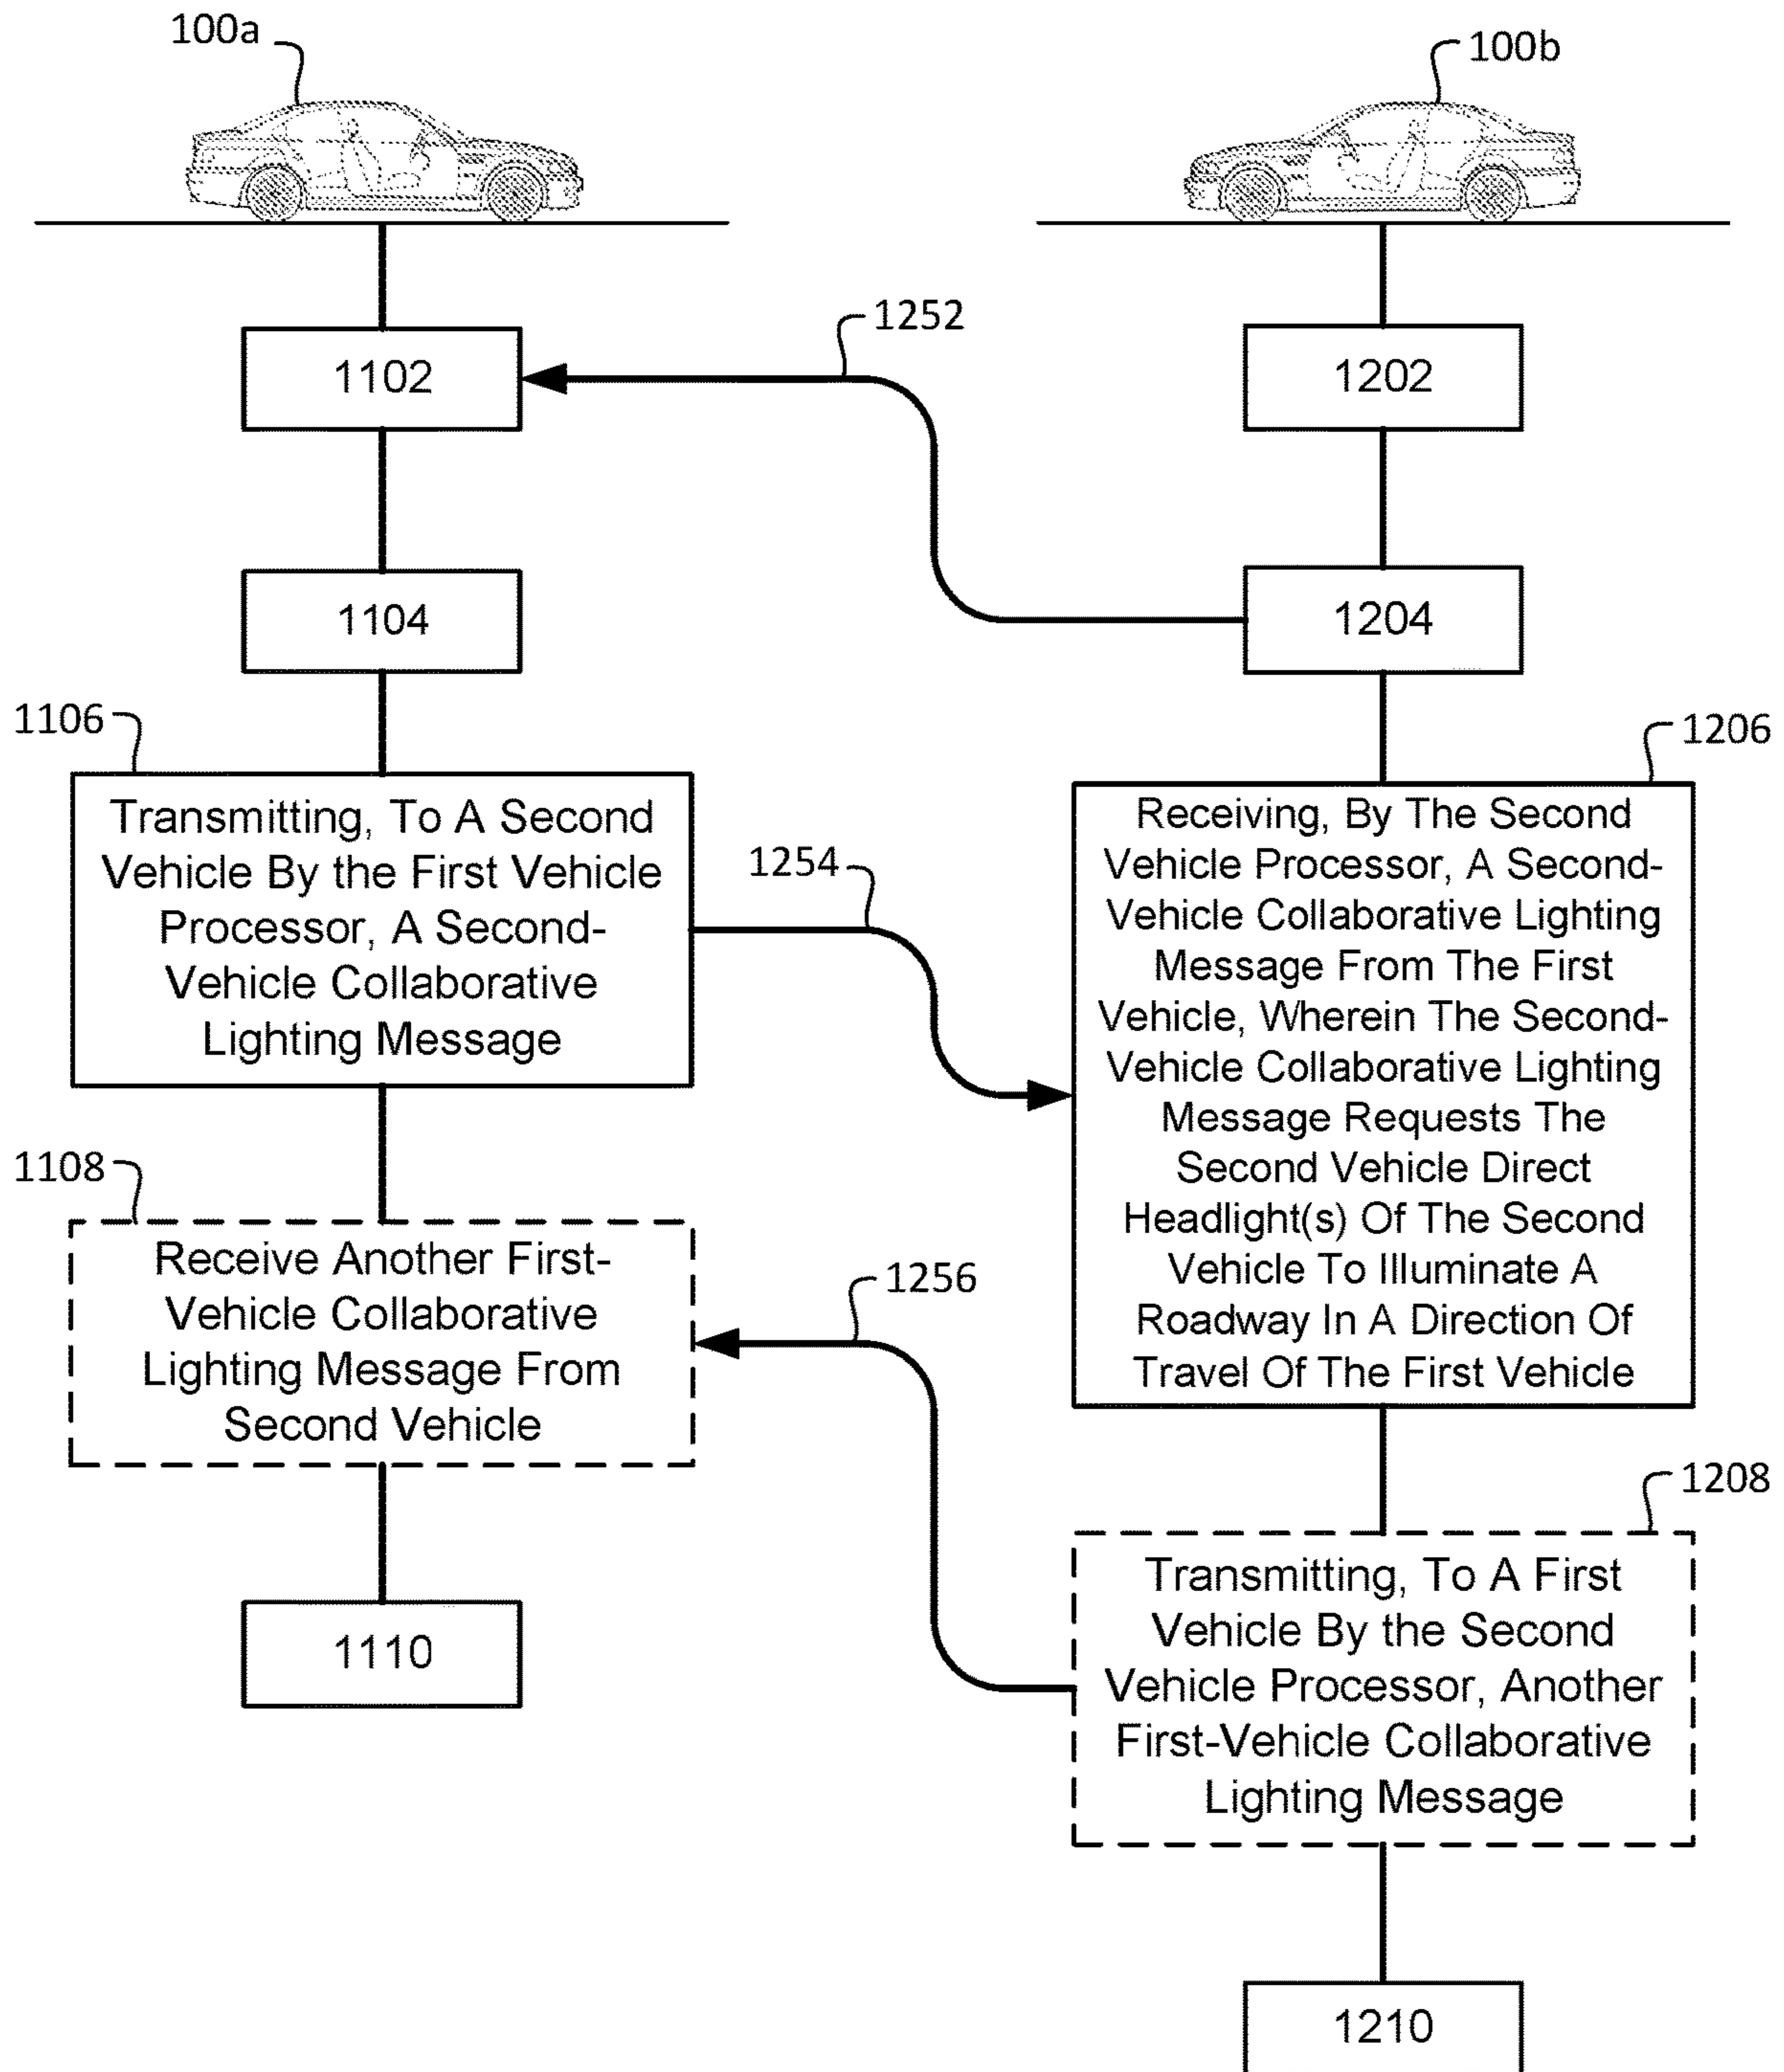 100a
100b
1252
1102
1202
1104
1204
1106
1206
Transmitting, To A Second
Vehicle By the First Vehicle
Processor, A Second-
Vehicle Collaborative
Lighting Message
1254
Receiving, By The Second
Vehicle Processor, A Second-
Vehicle Collaborative Lighting
Message From The First
Vehicle, Wherein The Second-
Vehicle Collaborative Lighting
Message Requests The
Second Vehicle Direct
Headlight(s) Of The Second
Vehicle To Illuminate A
Roadway In A Direction Of
Travel Of The First Vehicle
1108
Receive Another First-
Vehicle Collaborative
Lighting Message From
Second Vehicle
1256
1208
Transmitting, To A First
Vehicle By the Second
Vehicle Processor, Another
First-Vehicle Collaborative
Lighting Message
1110
1210